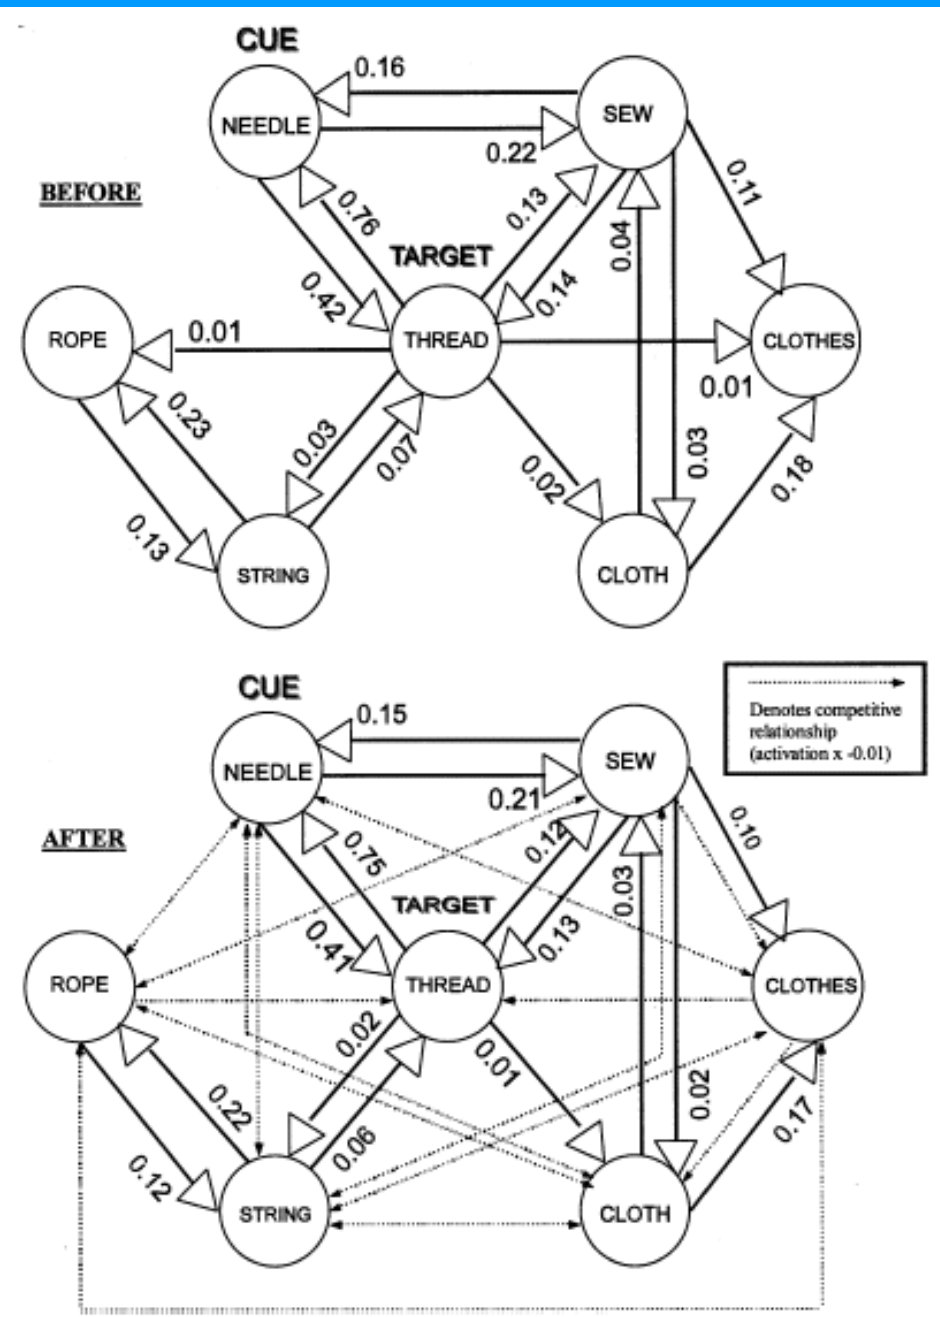 CUE
0.16
NEEDLE
SEW
0.22
BEFORE
0.11
0.76
0.13
TARGET
0.04
0.42
0.14
ROPE
0.01
THREAD
CLOTHES
0.01
0.23
0.03
0.07
0.03
0.02
0.18
0.13
STRING
CLOTH
CUE
0.15
NEEDLE
SEW
0.21
Denotes competitive
relationship
(activation x -0.01)
AFTER
0.10
0.75
0.12
TARGET
0.03
0.41
0.13
ROPE
THREAD
CLOTHES
0.02
0.01
0.22
0.06
0.02
0.17
0.12
STRING
CLOTH